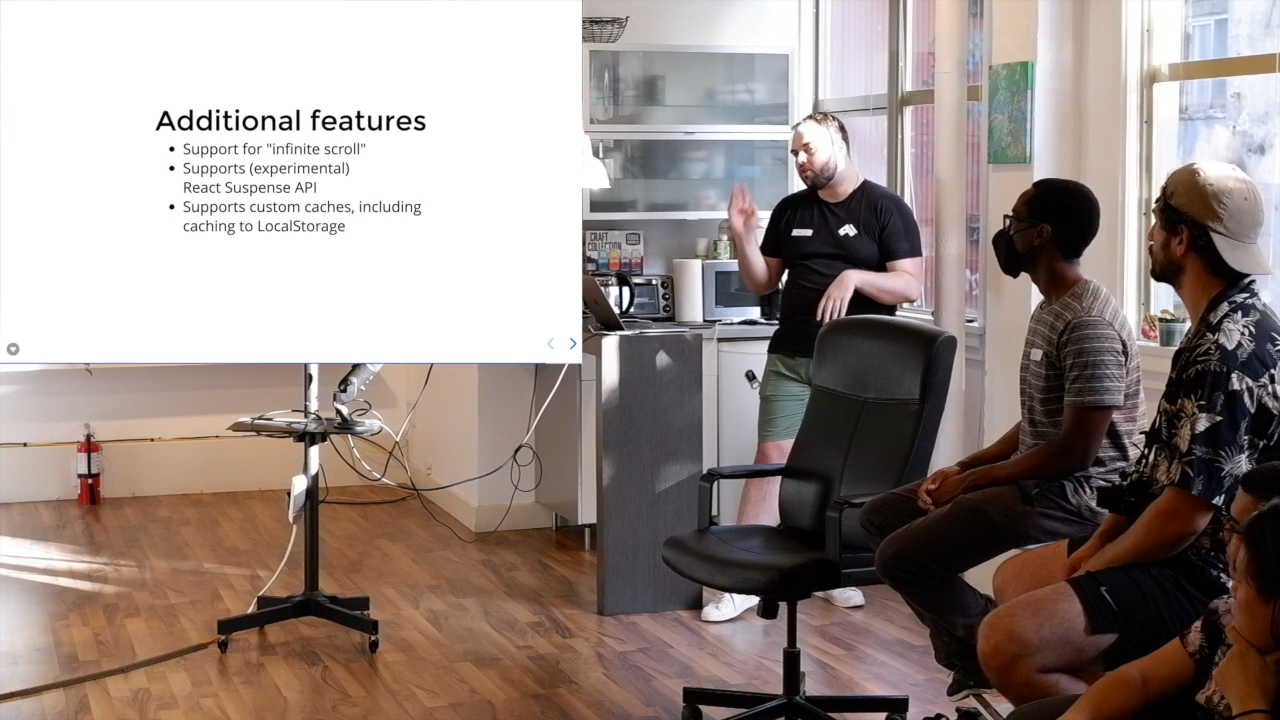 Additional features
Support for "infinite scroll"
Supports (experimental)
React Suspense API
Supports custom caches, including
caching to LocalStorage
CRAFT
COLLECTION